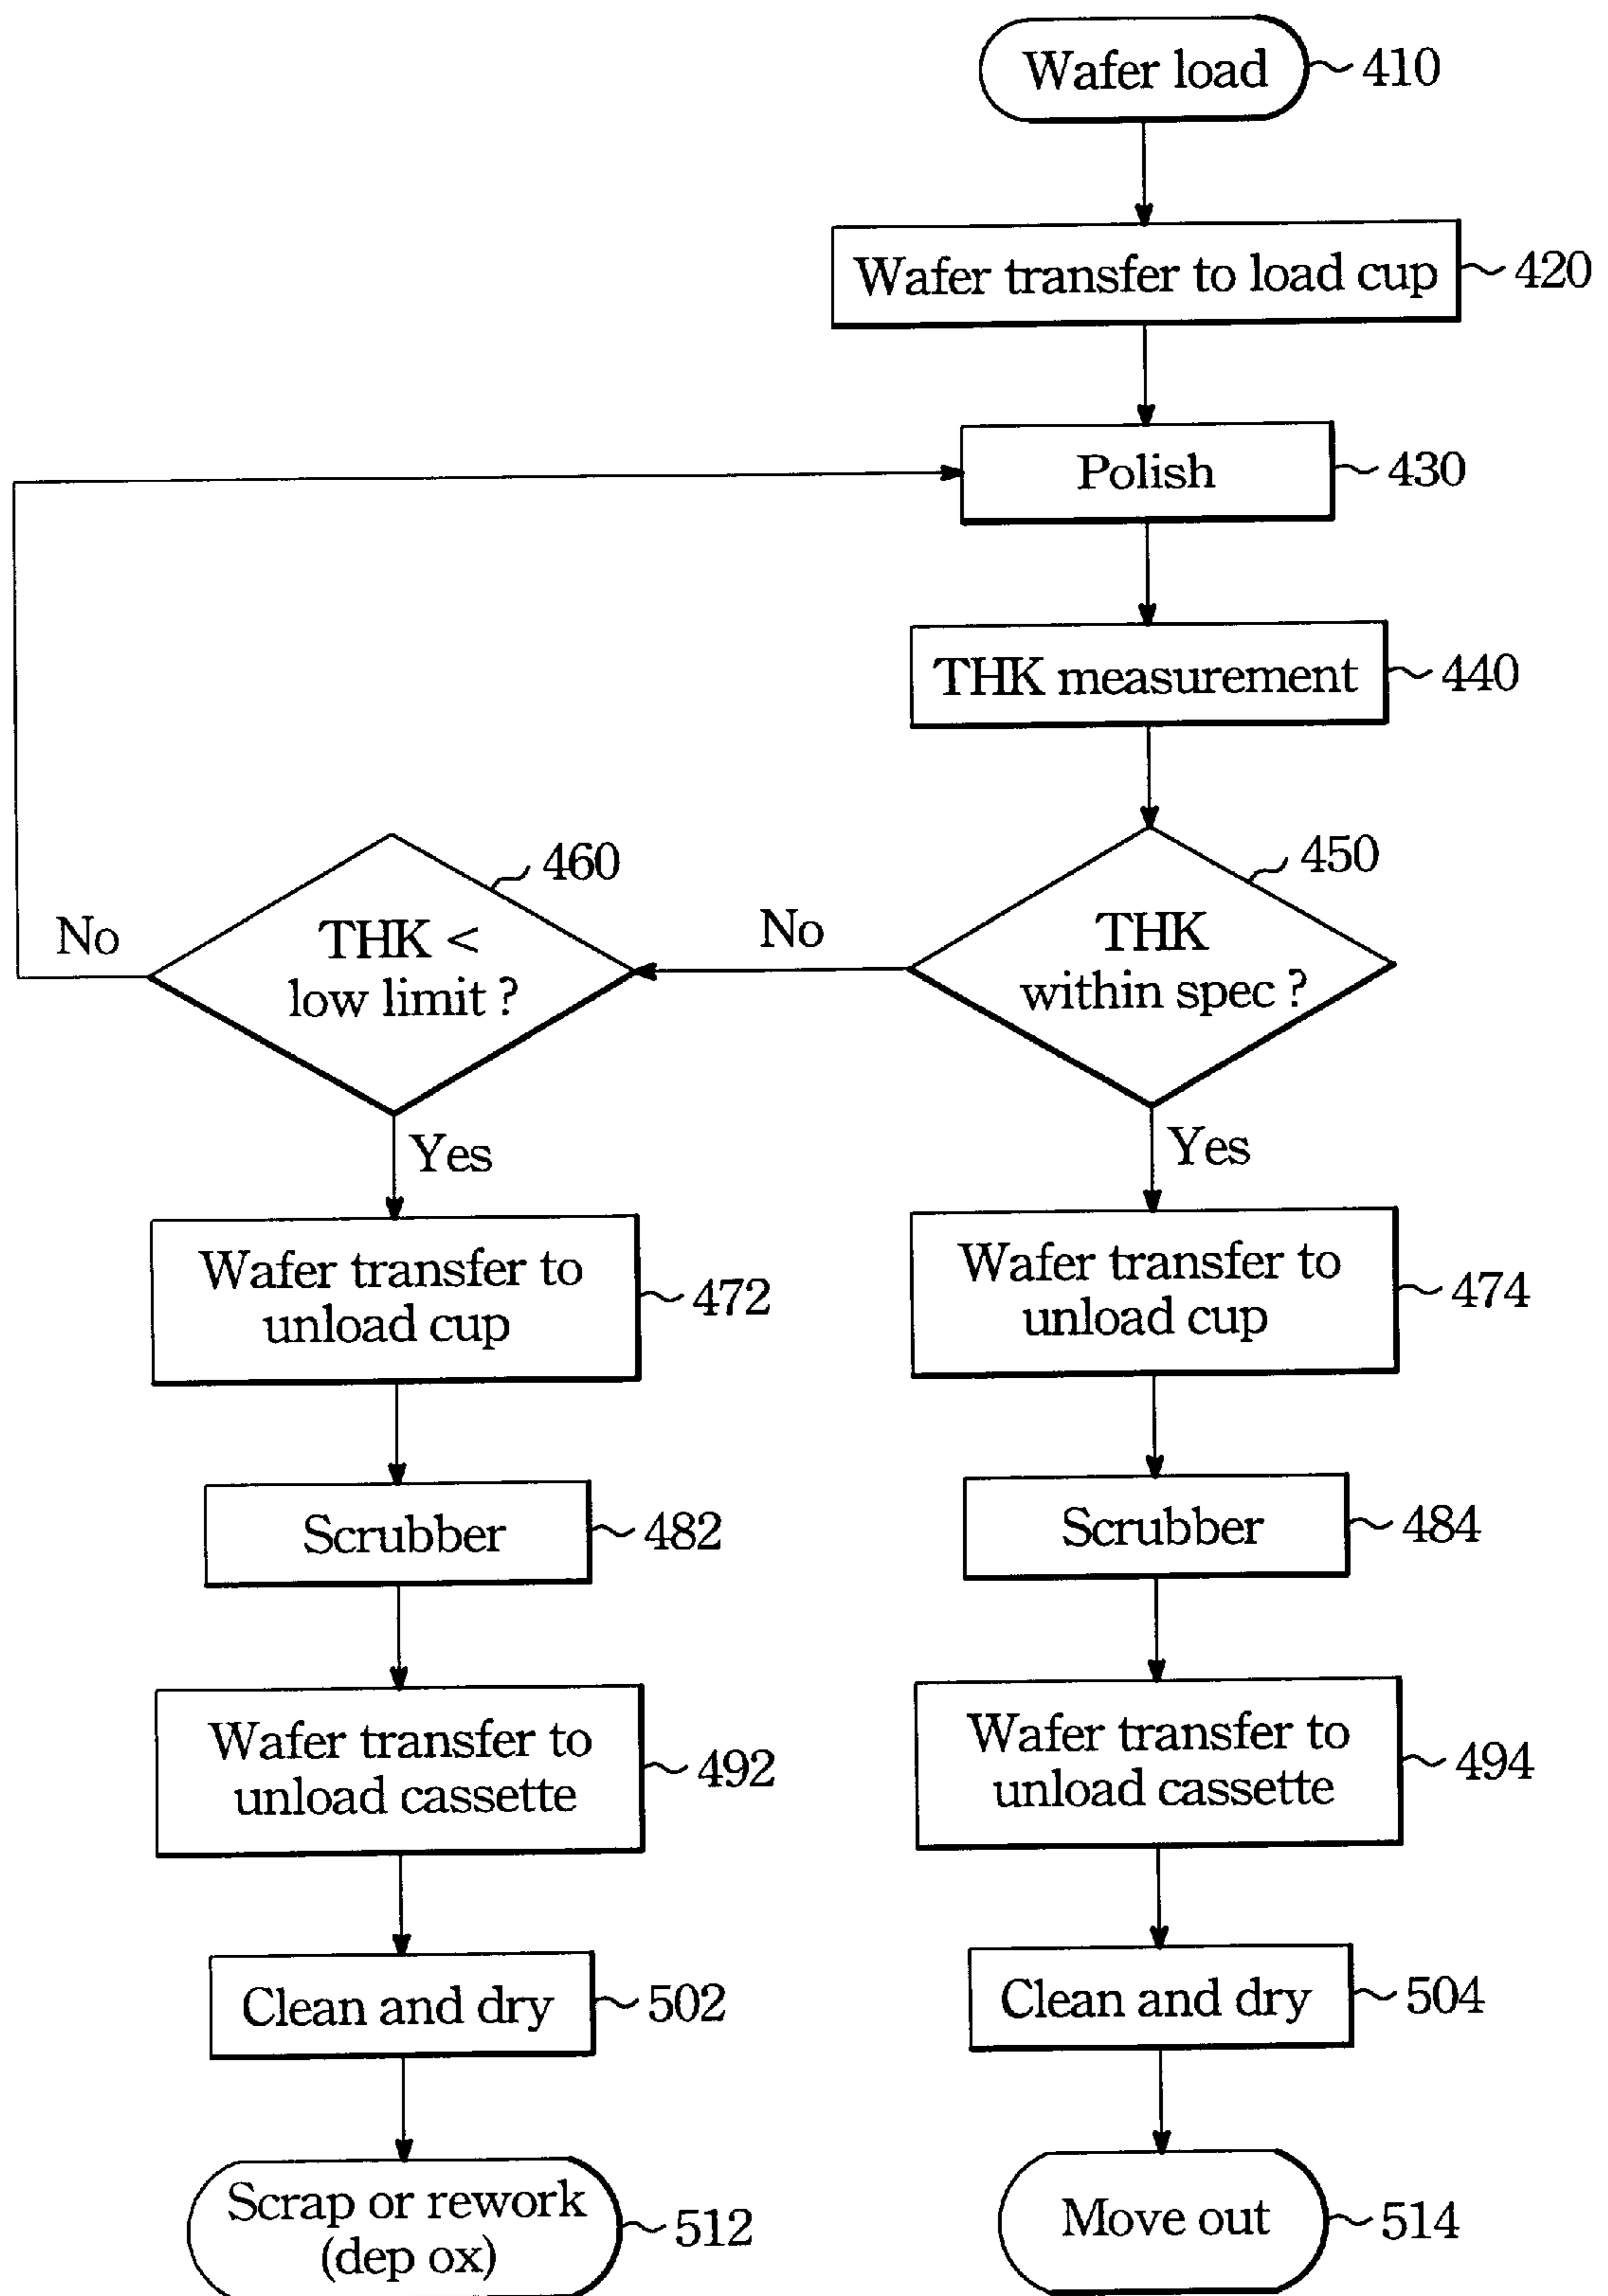 Wafer load
410
Wafer transfer to load cup
420
Polish
430
THK measurement
440
THK
within spec ?
450
No
THK <
low limit ?
460
No
Yes
Yes
Wafer transfer to
unload cup
472
Wafer transfer to
unload cup
474
Scrubber
482
Scrubber
484
Wafer transfer to
unload cassette
492
Wafer transfer to
unload cassette
494
Clean and dry
502
Clean and dry
504
Scrap or rework
(dep ox)
512
Move out
514